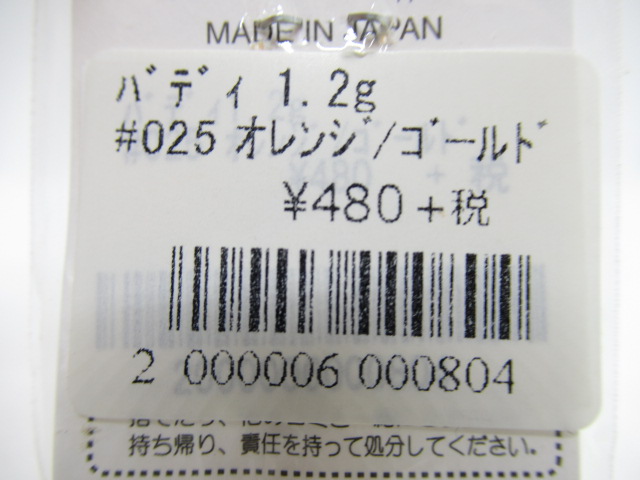 MADE IN JAPAN
ﾊﾞﾃﾞｨ 1.2g
#025 ｵﾚﾝｼﾞ/ｺﾞｰﾙﾄﾞ
¥480+税
2 000006 000804
持ち帰り、責任を持って処分してください。